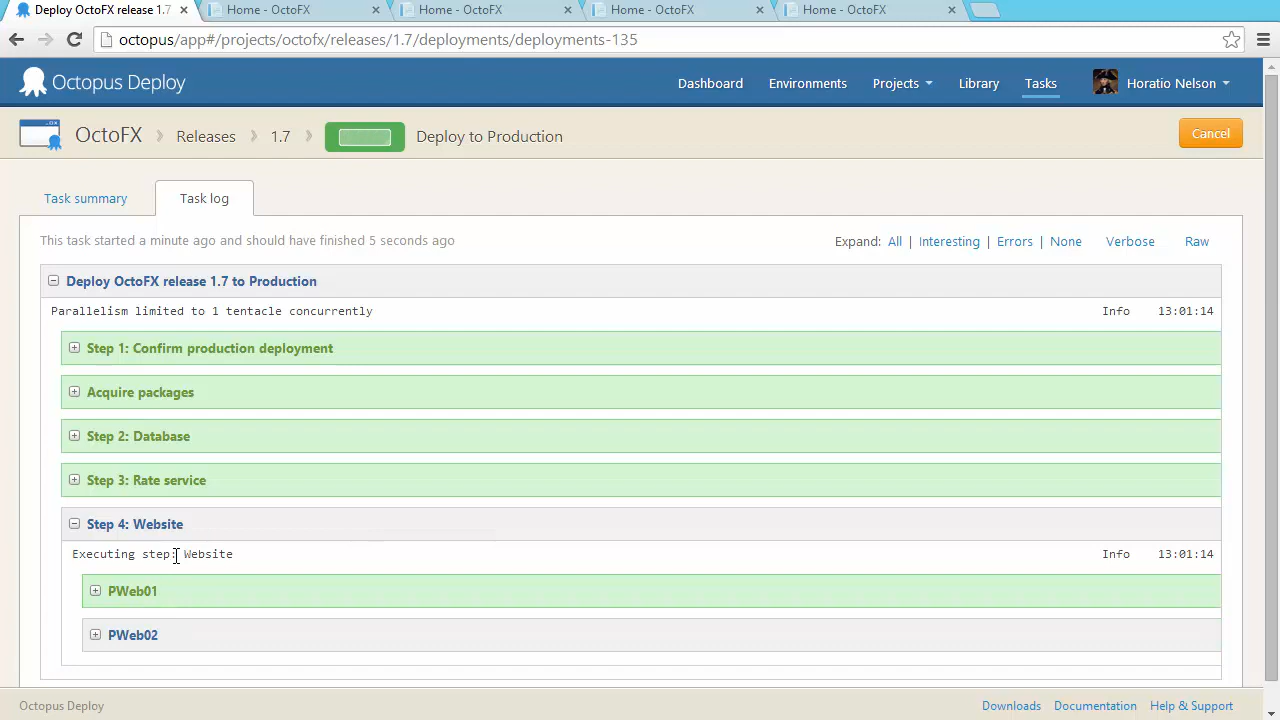 Deploy OctoFX release 1.7
Home - OctoFX
Home - OctoFX
Home - OctoFX
Home - OctoFX
octopus/app#/projects/octofx/releases/1.7/deployments/deployments-135
Octopus Deploy
Dashboard
Environments
Projects
Library
Tasks
Horatio Nelson
OctoFX
Releases
1.7
Deploy to Production
Cancel
Task summary
Task log
This task started a minute ago and should have finished 5 seconds ago
Expand: All | Interesting | Errors | None
Verbose
Raw
Deploy OctoFX release 1.7 to Production
Parallelism limited to 1 tentacle concurrently Info 13:01:14
Step 1: Confirm production deployment
Acquire packages
Step 2: Database
Step 3: Rate service
Step 4: Website
Executing step: Website Info 13:01:14
PWeb01
PWeb02
Octopus Deploy
Downloads
Documentation
Help & Support